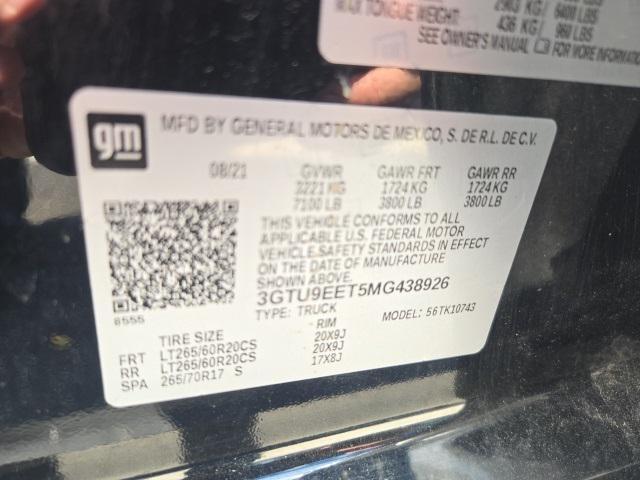 MAX TONGUE WEIGHT: 2903 KG 6400 LBS
436 KG 960 LBS
SEE OWNER'S MANUAL FOR MORE INFORMATION
gm
MFD BY GENERAL MOTORS DE MEXICO, S. DE R.L. DE C.V.
08/21 GVWR GAWR FRT GAWR RR
3221 KG 1724 KG 1724 KG
7100 LB 3800 LB 3800 LB
THIS VEHICLE CONFORMS TO ALL
APPLICABLE U.S. FEDERAL MOTOR
VEHICLE SAFETY STANDARDS IN EFFECT
ON THE DATE OF MANUFACTURE
SHOWN ABOVE.
3GTU9EET5MG438926
TYPE: TRUCK MODEL: 56TK10743
8555
TIRE SIZE RIM
FRT LT265/60R20CS 20X9J
RR LT265/60R20CS 20X9J
SPA 265/70R17 S 17X8J